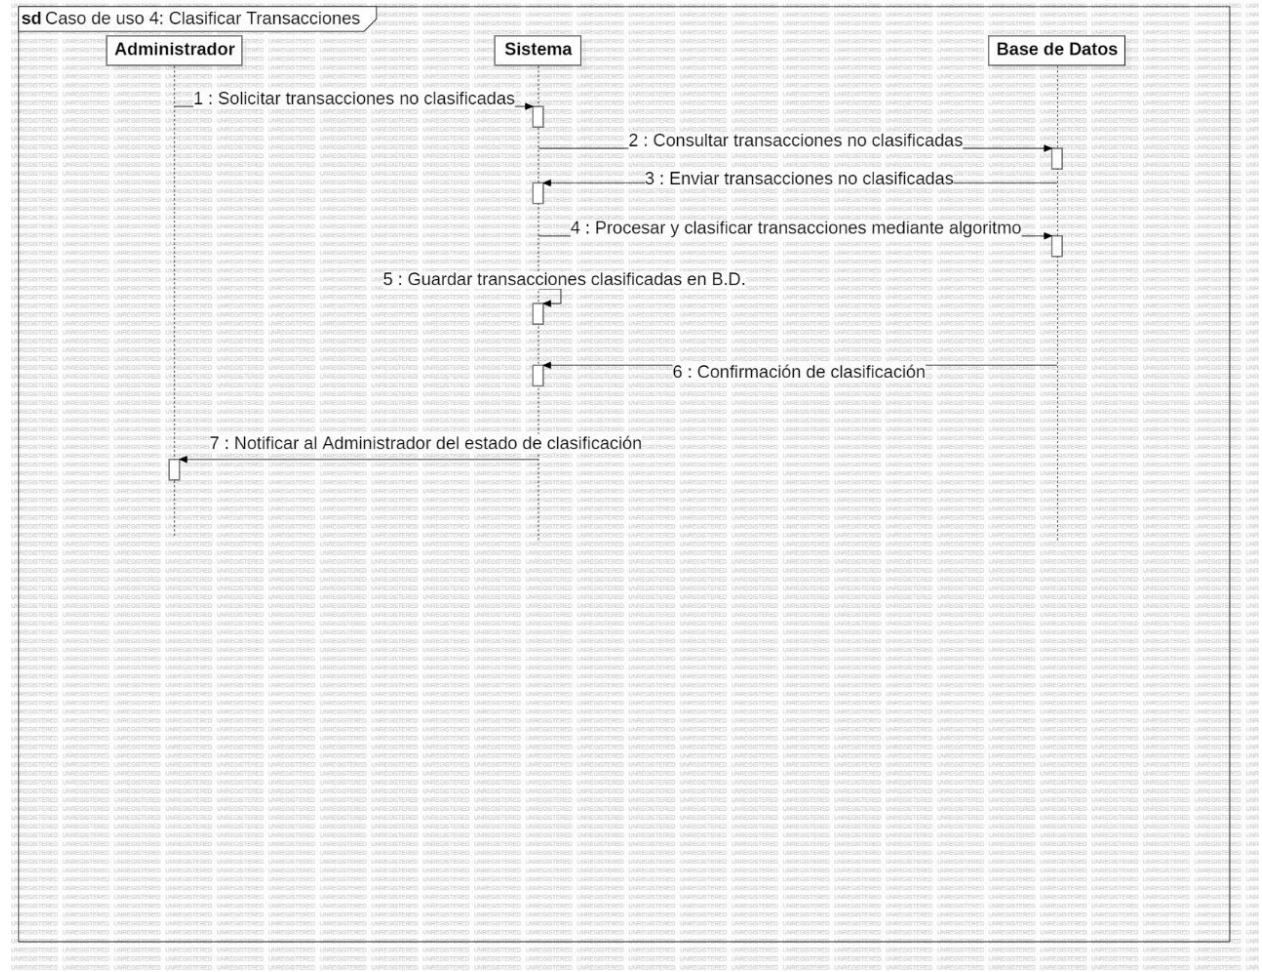 sd Caso de uso 4: Clasificar Transacciones
Administrador
Sistema
Base de Datos
1 : Solicitar transacciones no clasificadas
2 : Consultar transacciones no clasificadas
3 : Enviar transacciones no clasificadas
4 : Procesar y clasificar transacciones mediante algoritmo
5 : Guardar transacciones clasificadas en B.D.
6 : Confirmación de clasificación
7 : Notificar al Administrador del estado de clasificación
UNREGISTERED